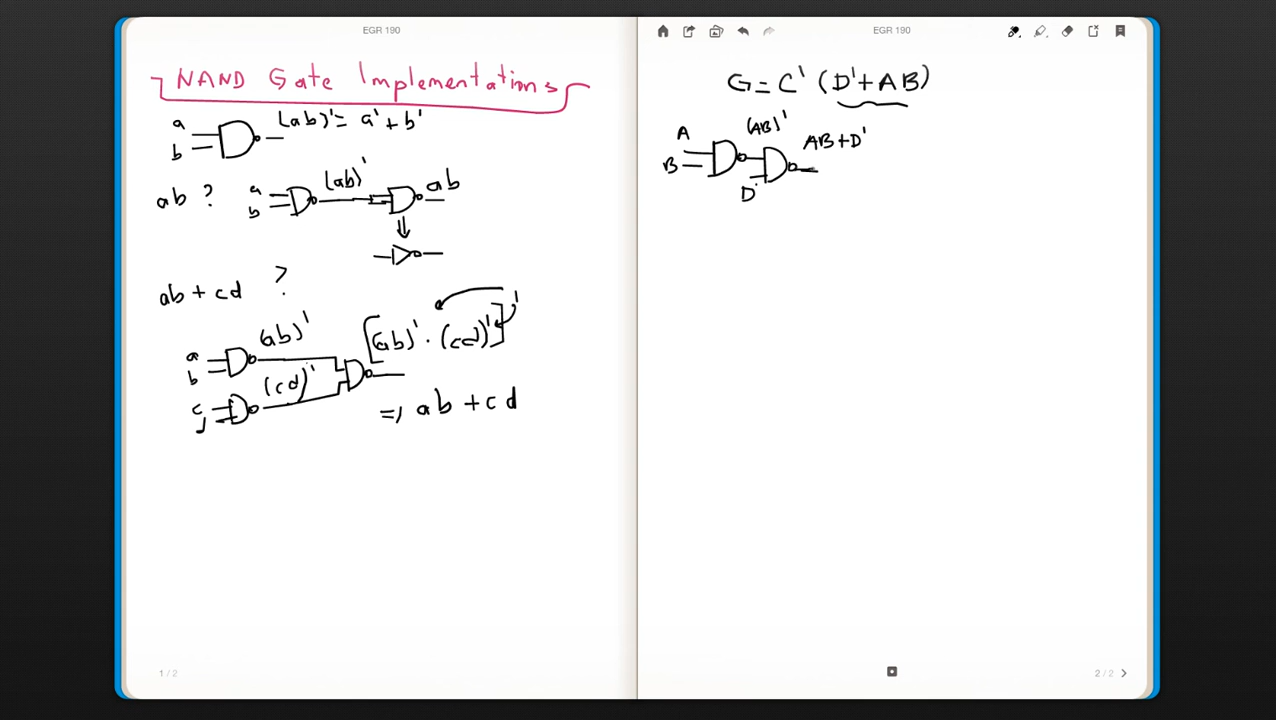 EGR 190
NAND Gate Implementations
a
b
(ab)' = a' + b'
ab ?
a
b
(ab)'
ab
ab + cd ?
a
b
(ab)'
c
d
(cd)'
[(ab)' . (cd)']'
=> ab + cd
1 / 2
EGR 190
G = C' (D' + AB)
A
B
(AB)'
D
AB + D'
2 / 2